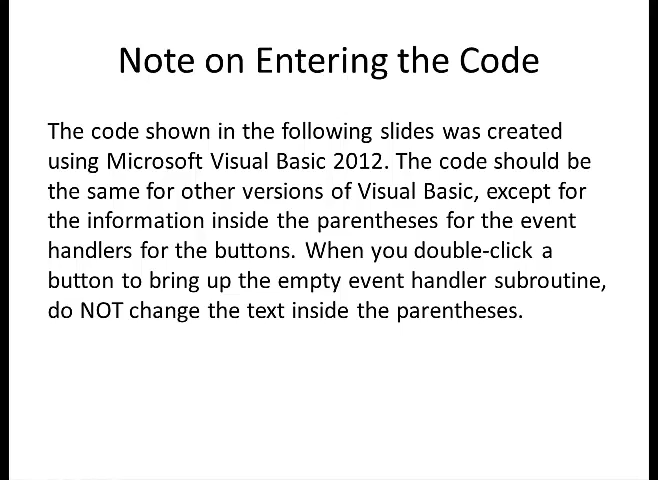 Note on Entering the Code
The code shown in the following slides was created
using Microsoft Visual Basic 2012. The code should be
the same for other versions of Visual Basic, except for
the information inside the parentheses for the event
handlers for the buttons. When you double-click a
button to bring up the empty event handler subroutine,
do NOT change the text inside the parentheses.